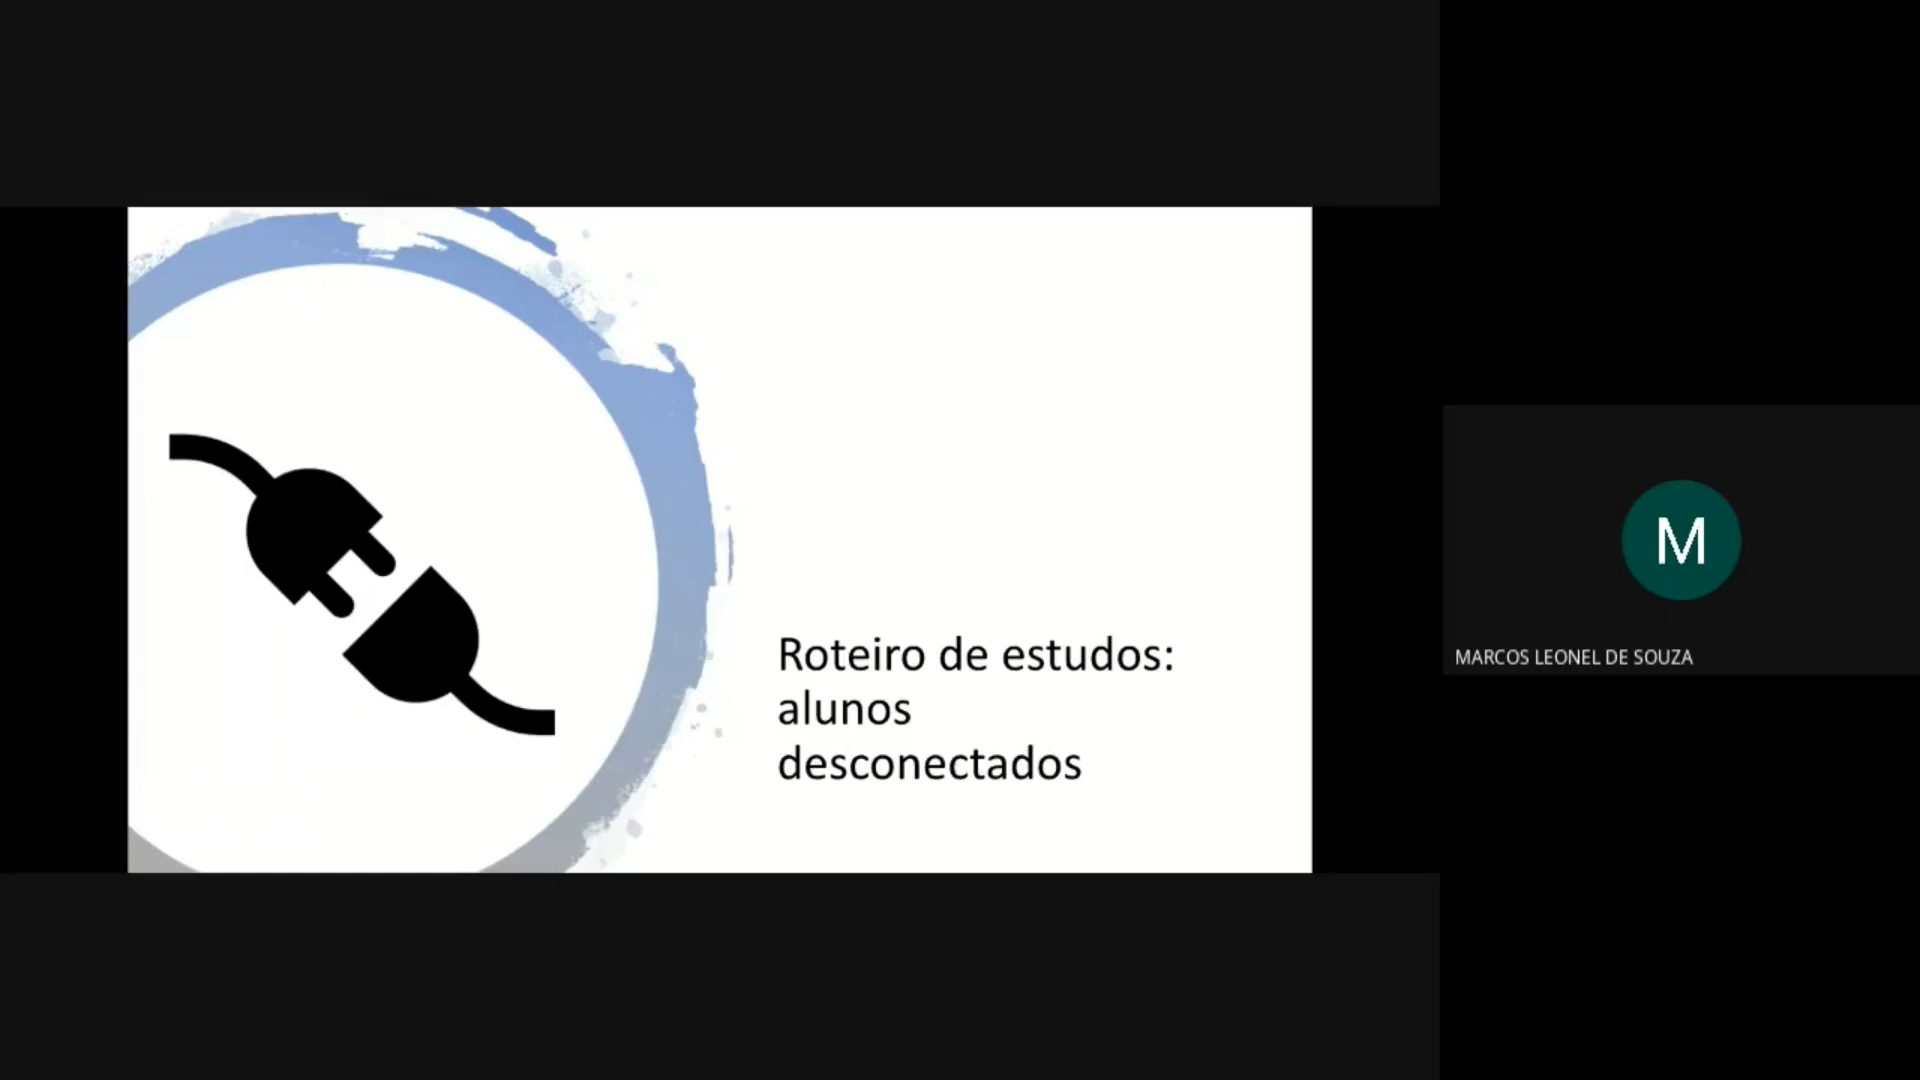 Roteiro de estudos:
alunos
desconectados
M
MARCOS LEONEL DE SOUZA